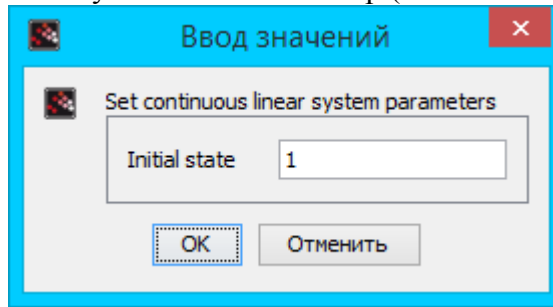 Ввод значений
Set continuous linear system parameters
Initial state 1
OK Отменить